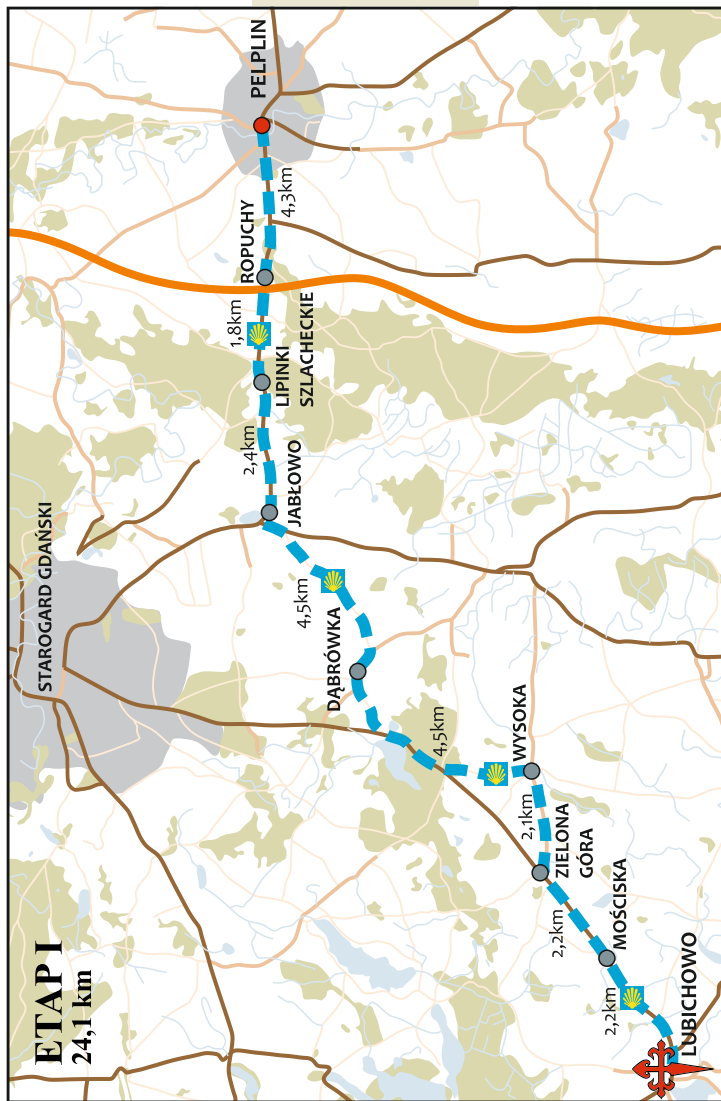 ETAP I
24,1 km
STAROGARD GDAŃSKI
PELPLIN
4,3km
ROPUCHY
1,8km
LIPINKI
SZLACHECKIE
2,4km
JABŁOWO
4,5km
DĄBRÓWKA
4,5km
WYSOKA
2,1km
ZIELONA
GÓRA
2,2km
MOŚCISKA
2,2km
LUBICHOWO